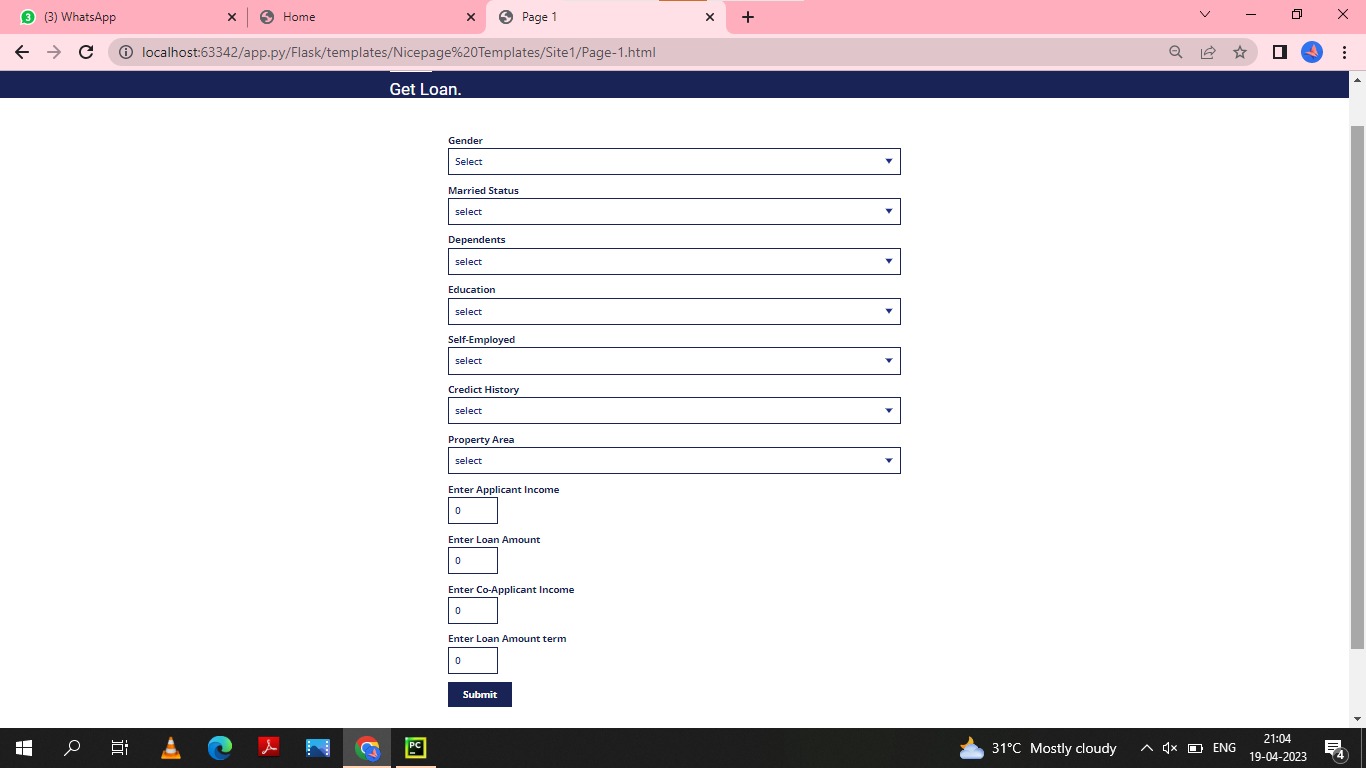 (3) WhatsApp
Home
Page 1
localhost:63342/app.py/Flask/templates/Nicepage%20Templates/Site1/Page-1.html
Get Loan.
Gender
Select
Married Status
select
Dependents
select
Education
select
Self-Employed
select
Credict History
select
Property Area
select
Enter Applicant Income
0
Enter Loan Amount
0
Enter Co-Applicant Income
0
Enter Loan Amount term
0
Submit
PC
31°C Mostly cloudy
ENG
21:04
19-04-2023
4